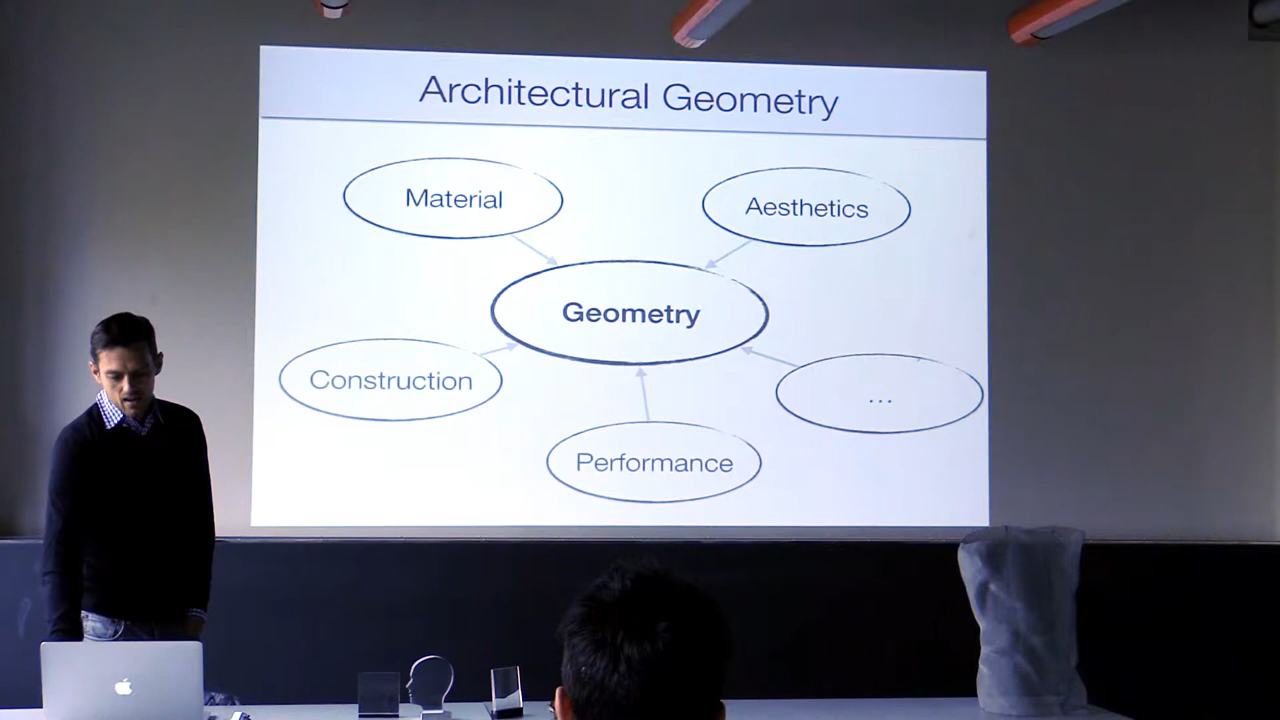 Architectural Geometry
Material
Aesthetics
Geometry
Construction
...
Performance